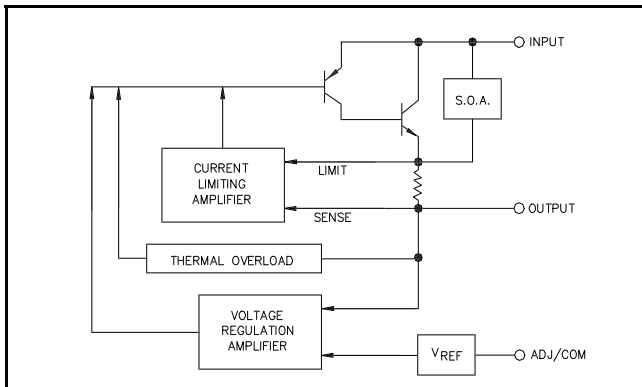 INPUT
S.O.A.
CURRENT
LIMITING
AMPLIFIER
LIMIT
SENSE
OUTPUT
THERMAL OVERLOAD
VOLTAGE
REGULATION
AMPLIFIER
VREF
ADJ/COM